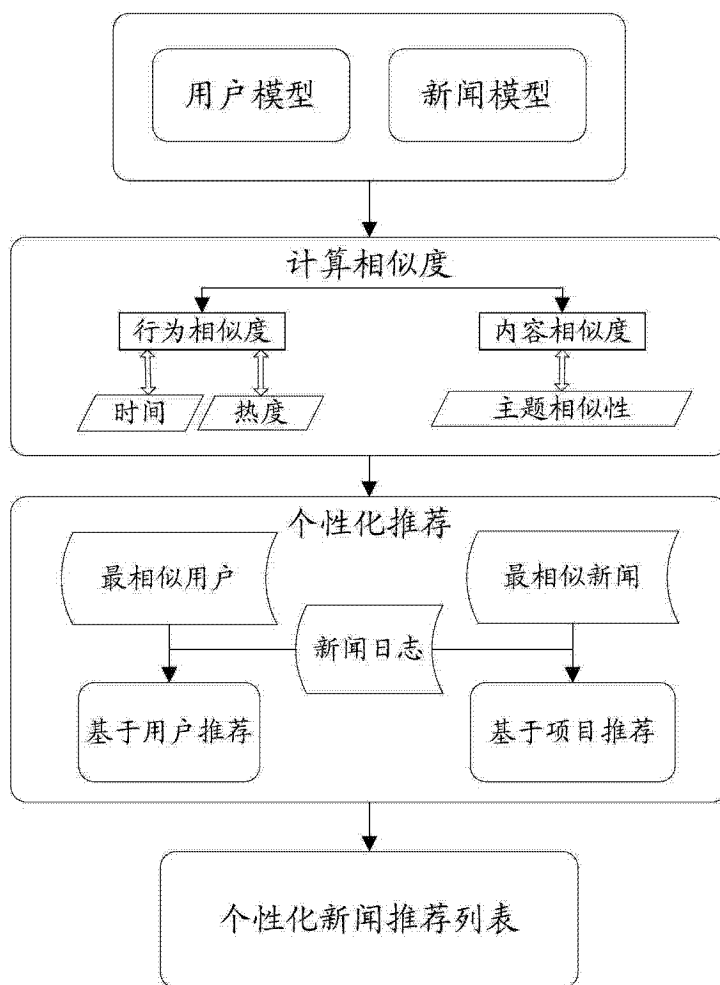 用户模型
新闻模型
计算相似度
行为相似度
内容相似度
时间
热度
主题相似性
个性化推荐
最相似用户
最相似新闻
新闻日志
基于用户推荐
基于项目推荐
个性化新闻推荐列表